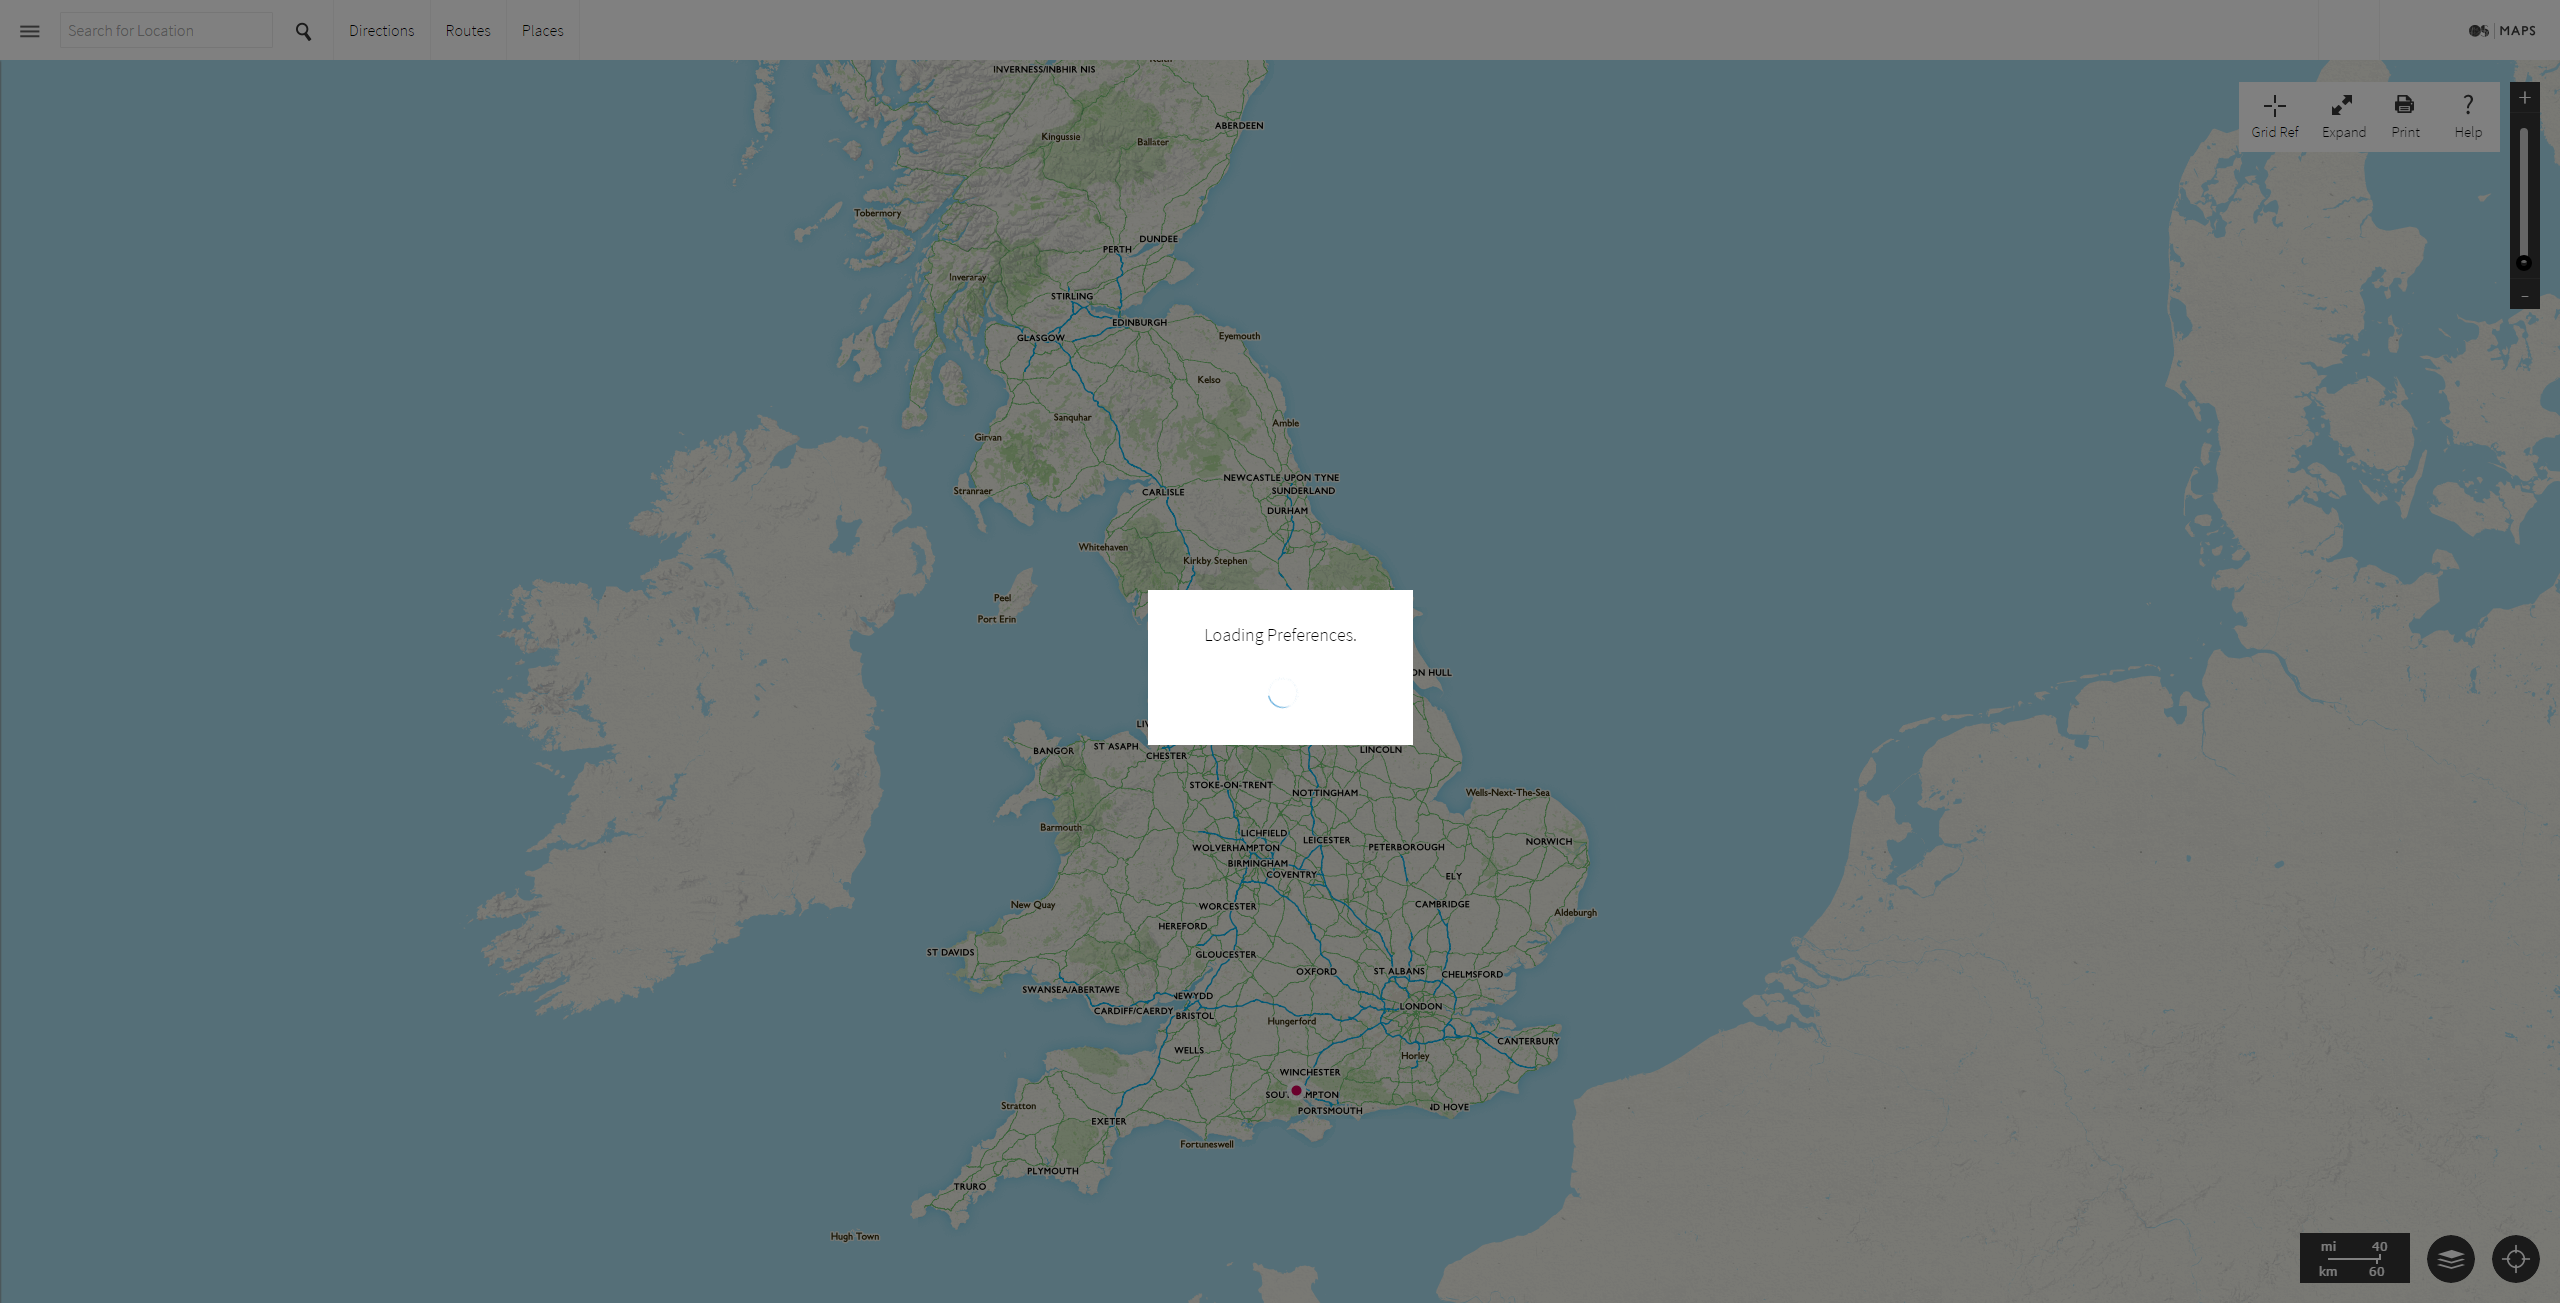 Search for Location
Directions
Routes
Places
OS MAPS
Grid Ref
Expand
Print
Help
INVERNESS/INBHIR NIS
ABERDEEN
Kingussie
Ballater
Tobermory
DUNDEE
PERTH
Inveraray
STIRLING
EDINBURGH
GLASGOW
Eyemouth
Kelso
Sanquhar
Amble
Girvan
NEWCASTLE UPON TYNE
Stranraer
CARLISLE
SUNDERLAND
DURHAM
Whitehaven
Kirkby Stephen
Peel
Port Erin
Loading Preferences.
ON HULL
LIV
BANGOR
ST ASAPH
CHESTER
LINCOLN
STOKE-ON-TRENT
NOTTINGHAM
Wells-Next-The-Sea
Barmouth
LICHFIELD
LEICESTER
NORWICH
WOLVERHAMPTON
PETERBOROUGH
BIRMINGHAM
COVENTRY
ELY
New Quay
WORCESTER
CAMBRIDGE
Aldeburgh
HEREFORD
ST DAVIDS
GLOUCESTER
OXFORD
ST ALBANS
CHELMSFORD
SWANSEA/ABERTAWE
NEWYDD
LONDON
CARDIFF/CAERDY
BRISTOL
Hungerford
CANTERBURY
WELLS
Horley
WINCHESTER
SOUTHAMPTON
Stratton
PORTSMOUTH
ND HOVE
EXETER
Fortuneswell
PLYMOUTH
TRURO
Hugh Town
mi 40
km 60